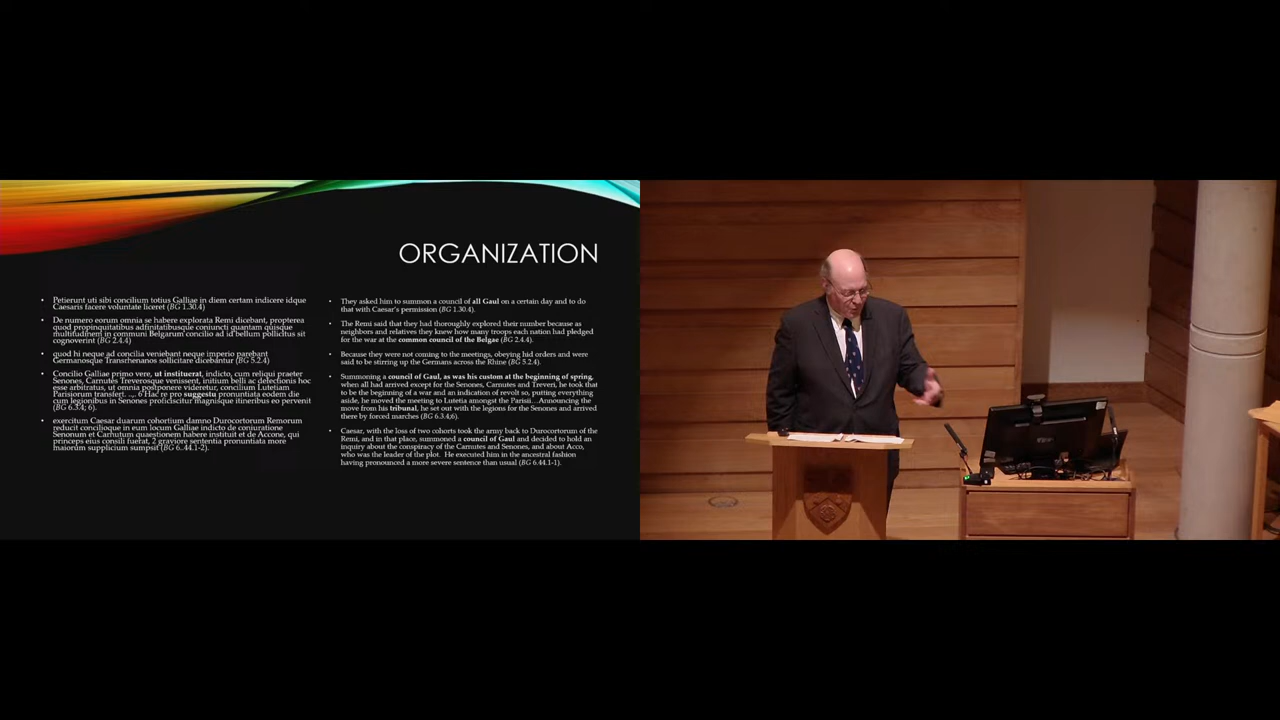 ORGANIZATION
• Petierunt uti sibi concilium totius Galliae in diem certam indicere idque
Caesaris facere voluntate liceret (BG 1.30.4)
• De numero eorum omnia se habere explorata Remi dicebant, propterea
quod propinquitatibus adfinitatibusque coniuncti quantam quisque
multitudinem in communi Belgarum concilio ad id bellum pollicitus sit
cognoverint (BG 2.4.4)
• quod hi neque ad concilia veniebant neque imperio parebant
Germanosque Transrhenanos sollicitare dicebantur (BG 5.2.4)
• Concilio Galliae primo vere, ut instituerat, indicto, cum reliqui praeter
Senones, Carnutes Treverosque venissent, initium belli ac defectionis hoc
esse arbitratus, ut omnia postponere videretur, concilium Lutetiam
Parisiorum transfert. ... 6 Hac re pro suggestu pronuntiata eodem die
cum legionibus in Senones proficiscitur magnisque itineribus eo pervenit
(BG 6.3.4; 6).
• exercitum Caesar duarum cohortium damno Durocortorum Remorum
reducit concilioque in eum locum Galliae indicto de coniuratione
Senonum et Carnutum quaestionem habere instituit et de Accone, qui
princeps eius consili fuerat, graviore sententia pronuntiata more
maiorum supplicium sumpsit (BG 6..44.1-2).
• They asked him to summon a council of all Gaul on a certain day and to do
that with Caesar's permission (BG 1.30.4).
• The Remi said that they had thoroughly explored their number because as
neighbors and relatives they knew how many troops each nation had pledged
for the war at the common council of the Belgae (BG 2.4.4).
• Because they were not coming to the meetings, obeying hid orders and were
said to be stirring up the Germans across the Rhine (BG 5.2.4).
• Summoning a council of Gaul, as was his custom at the beginning of spring,
when all had arrived except for the Senones, Carnutes and Treveri, he took that
to be the beginning of a war and an indication of revolt so, putting everything
aside, he moved the meeting to Lutetia amongst the Parisii…Announcing the
move from his tribunal, he set out with the legions for the Senones and arrived
there by forced marches (BG 6.3.4;6).
• Caesar, with the loss of two cohorts took the army back to Durocortorum of the
Remi, and in that place, summoned a council of Gaul and decided to hold an
inquiry about the conspiracy of the Carnutes and Senones, and about Acco,
who was the leader of the plot. He executed him in the ancestral fashion
having pronounced a more severe sentence than usual (BG 6.44.1-1).